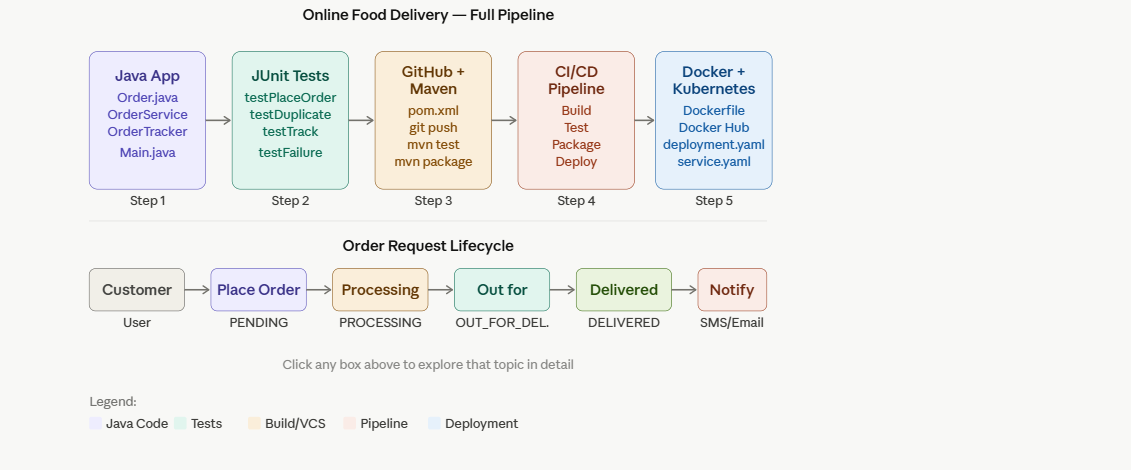 Online Food Delivery — Full Pipeline
Java App
Order.java
OrderService
OrderTracker
Main.java
JUnit Tests
testPlaceOrder
testDuplicate
testTrack
testFailure
GitHub +
Maven
pom.xml
git push
mvn test
mvn package
CI/CD
Pipeline
Build
Test
Package
Deploy
Docker +
Kubernetes
Dockerfile
Docker Hub
deployment.yaml
service.yaml
Step 1
Step 2
Step 3
Step 4
Step 5
Order Request Lifecycle
Customer
Place Order
Processing
Out for
Delivered
Notify
User
PENDING
PROCESSING
OUT_FOR_DEL.
DELIVERED
SMS/Email
Click any box above to explore that topic in detail
Legend:
Java Code
Tests
Build/VCS
Pipeline
Deployment